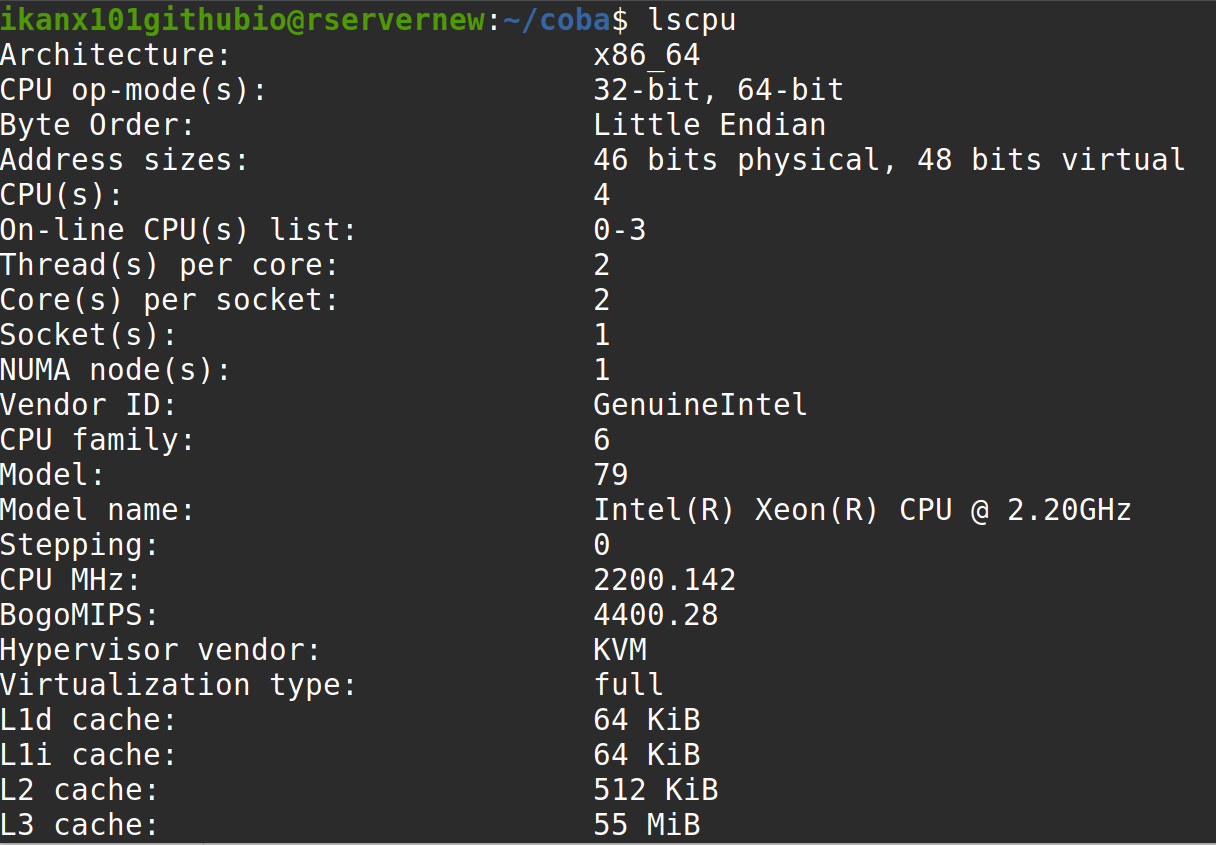 ikanx101githubio@rservernew:~/coba$ lscpu
Architecture: x86_64
CPU op-mode(s): 32-bit, 64-bit
Byte Order: Little Endian
Address sizes: 46 bits physical, 48 bits virtual
CPU(s): 4
On-line CPU(s) list: 0-3
Thread(s) per core: 2
Core(s) per socket: 2
Socket(s): 1
NUMA node(s): 1
Vendor ID: GenuineIntel
CPU family: 6
Model: 79
Model name: Intel(R) Xeon(R) CPU @ 2.20GHz
Stepping: 0
CPU MHz: 2200.142
BogoMIPS: 4400.28
Hypervisor vendor: KVM
Virtualization type: full
L1d cache: 64 KiB
L1i cache: 64 KiB
L2 cache: 512 KiB
L3 cache: 55 MiB